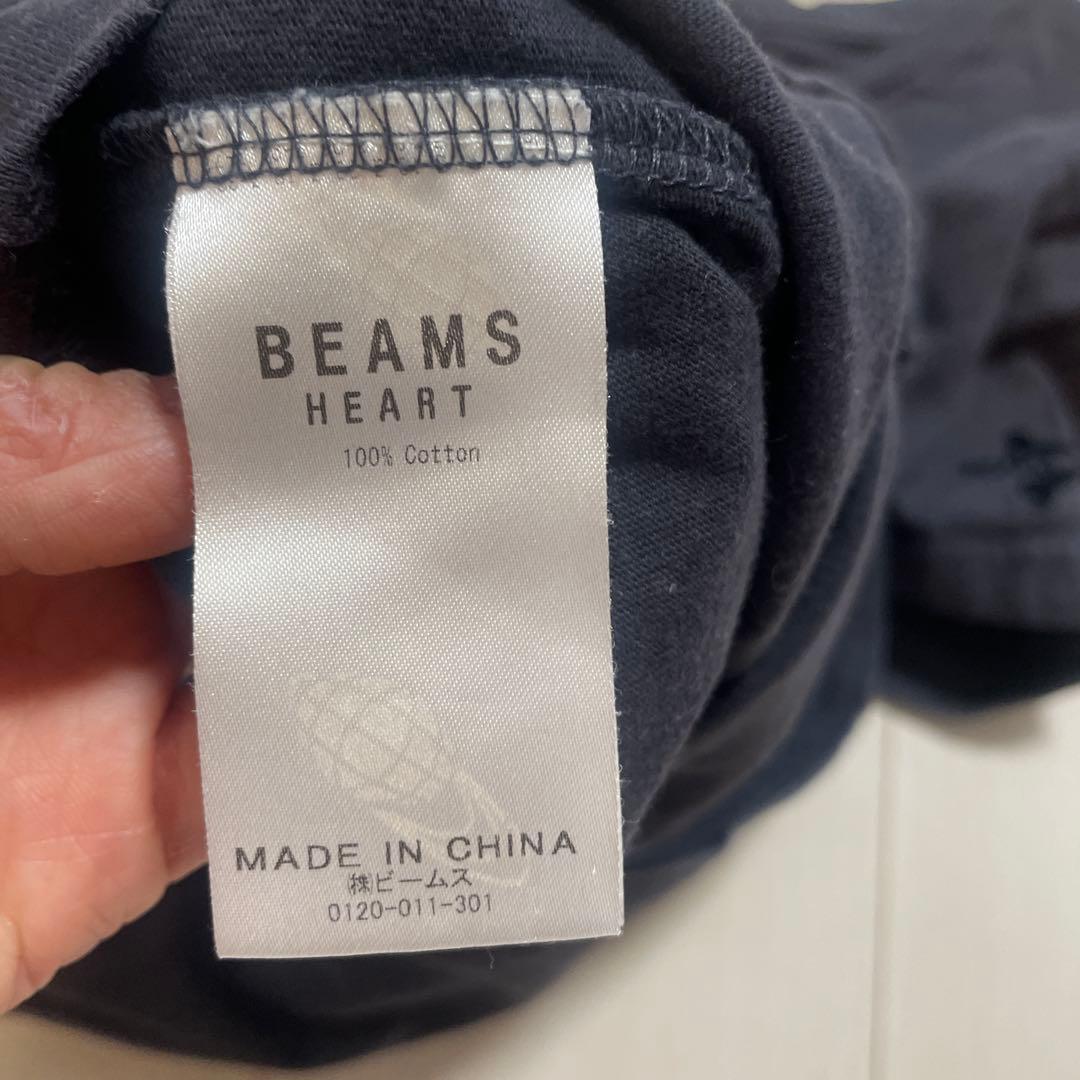 BEAMS
HEART
100% Cotton
MADE IN CHINA
㈱ビームス
0120-011-301